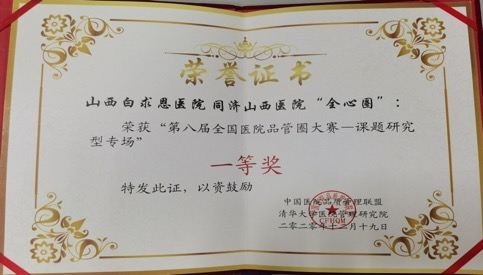 荣誉证书
山西白求恩医院 同济山西医院“全心圈”：
荣获“第八届全国医院品管圈大赛—课题研究
型专场”
一等奖
特发此证，以资鼓励
中国医院品质管理联盟
清华大学医院管理研究院
二〇二〇年十二月十九日
CHQM